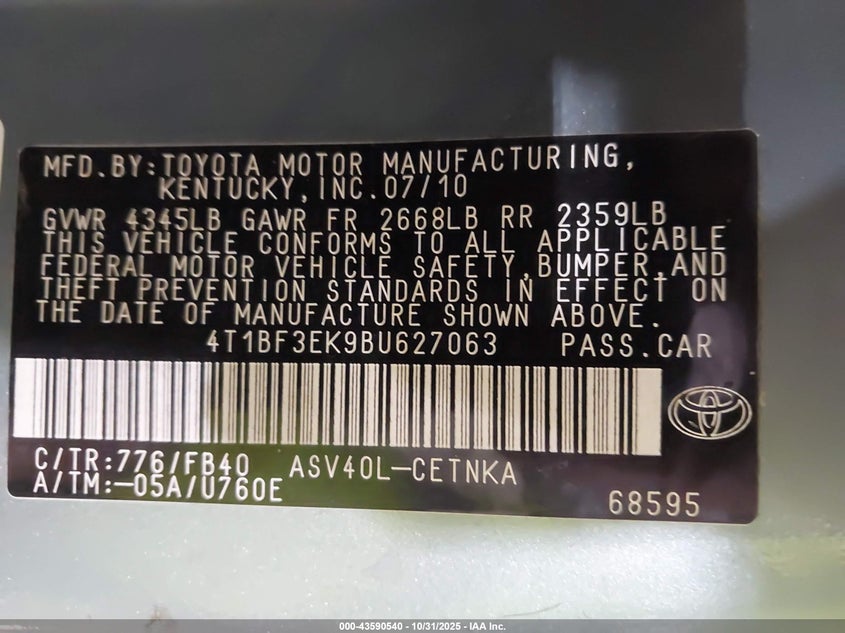 MFD.BY:TOYOTA MOTOR MANUFACTURING,
KENTUCKY,INC.07/10
GVWR 4345LB GAWR FR 2668LB RR 2359LB
THIS VEHICLE CONFORMS TO ALL APPLICABLE
FEDERAL MOTOR VEHICLE SAFETY,BUMPER,AND
THEFT PREVENTION STANDARDS IN EFFECT ON
THE DATE OF MANUFACTURE SHOWN ABOVE.
4T1BF3EK9BU627063 PASS.CAR
C/TR:776/FB40 ASV40L-CETNKA
A/TM:-05A/U760E
68595
000-43590540 - 10/31/2025 - IAA Inc.